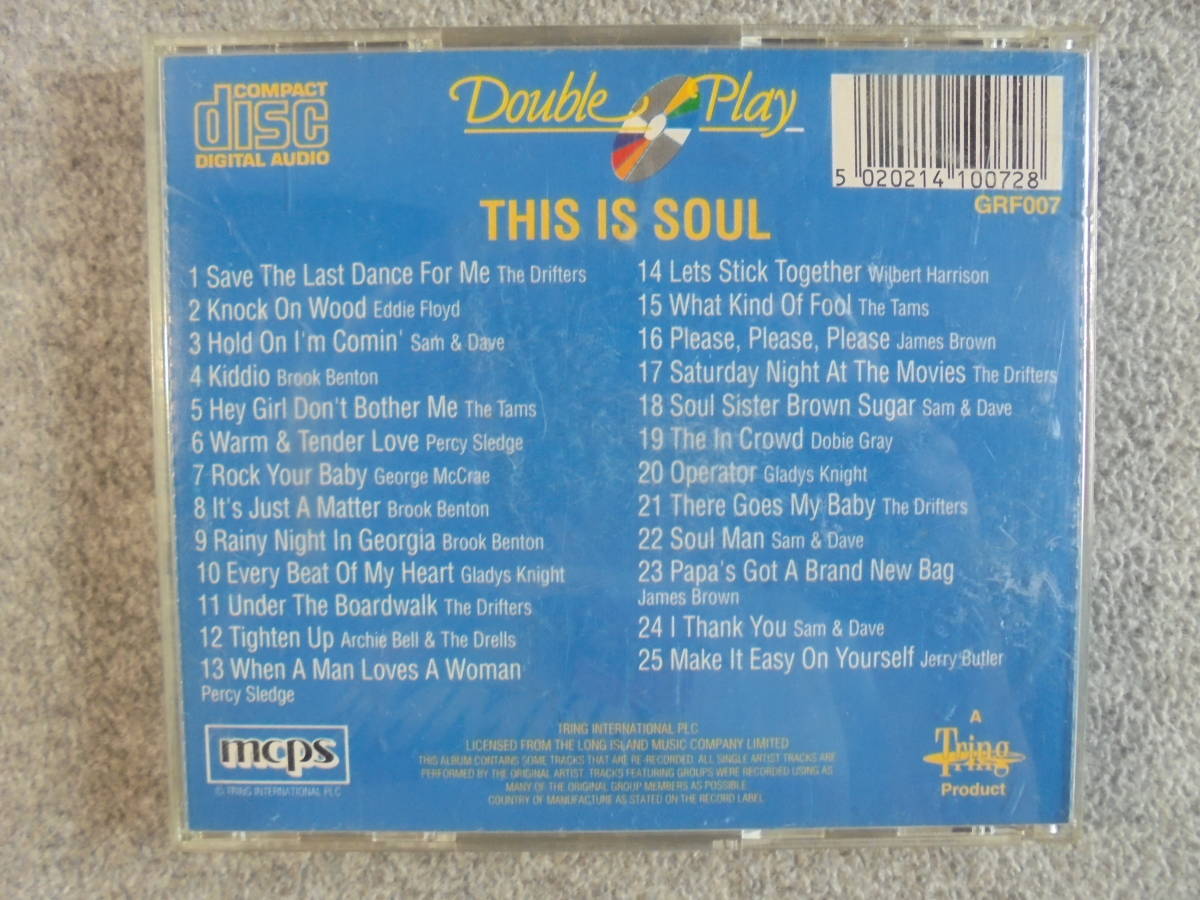 COMPACT
disc
DIGITAL AUDIO
Double Play
5 020214 100728
GRF007
THIS IS SOUL
1 Save The Last Dance For Me The Drifters
2 Knock On Wood Eddie Floyd
3 Hold On I'm Comin' Sam & Dave
4 Kiddio Brook Benton
5 Hey Girl Don't Bother Me The Tams
6 Warm & Tender Love Percy Sledge
7 Rock Your Baby George McCrae
8 It's Just A Matter Brook Benton
9 Rainy Night In Georgia Brook Benton
10 Every Beat Of My Heart Gladys Knight
11 Under The Boardwalk The Drifters
12 Tighten Up Archie Bell & The Drells
13 When A Man Loves A Woman
Percy Sledge
14 Lets Stick Together Wilbert Harrison
15 What Kind Of Fool The Tams
16 Please, Please, Please James Brown
17 Saturday Night At The Movies The Drifters
18 Soul Sister Brown Sugar Sam & Dave
19 The In Crowd Dobie Gray
20 Operator Gladys Knight
21 There Goes My Baby The Drifters
22 Soul Man Sam & Dave
23 Papa's Got A Brand New Bag
James Brown
24 I Thank You Sam & Dave
25 Make It Easy On Yourself Jerry Butler
mcps
© TRING INTERNATIONAL PLC
TRING INTERNATIONAL PLC
LICENSED FROM THE LONG ISLAND MUSIC COMPANY LIMITED
THIS ALBUM CONTAINS SOME TRACKS THAT ARE RE-RECORDED. ALL SINGLE ARTIST TRACKS ARE
PERFORMED BY THE ORIGINAL ARTIST. TRACKS FEATURING GROUPS WERE RECORDED USING AS
MANY OF THE ORIGINAL GROUP MEMBERS AS POSSIBLE
COUNTRY OF MANUFACTURE AS STATED ON THE RECORD LABEL
A
Tring
Product